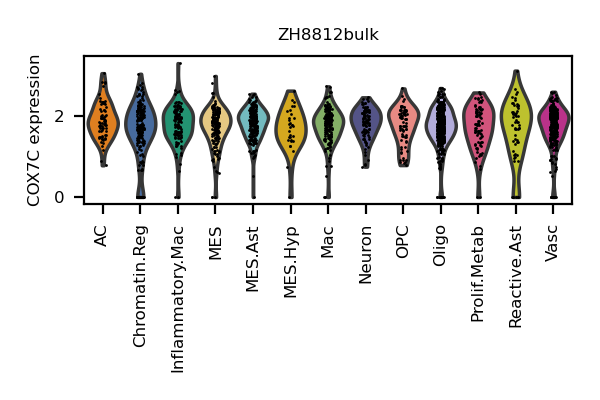 ZH8812bulk
COX7C expression
2
0
AC
Chromatin.Reg
Inflammatory.Mac
MES
MES.Ast
MES.Hyp
Mac
Neuron
OPC
Oligo
Prolif.Metab
Reactive.Ast
Vasc